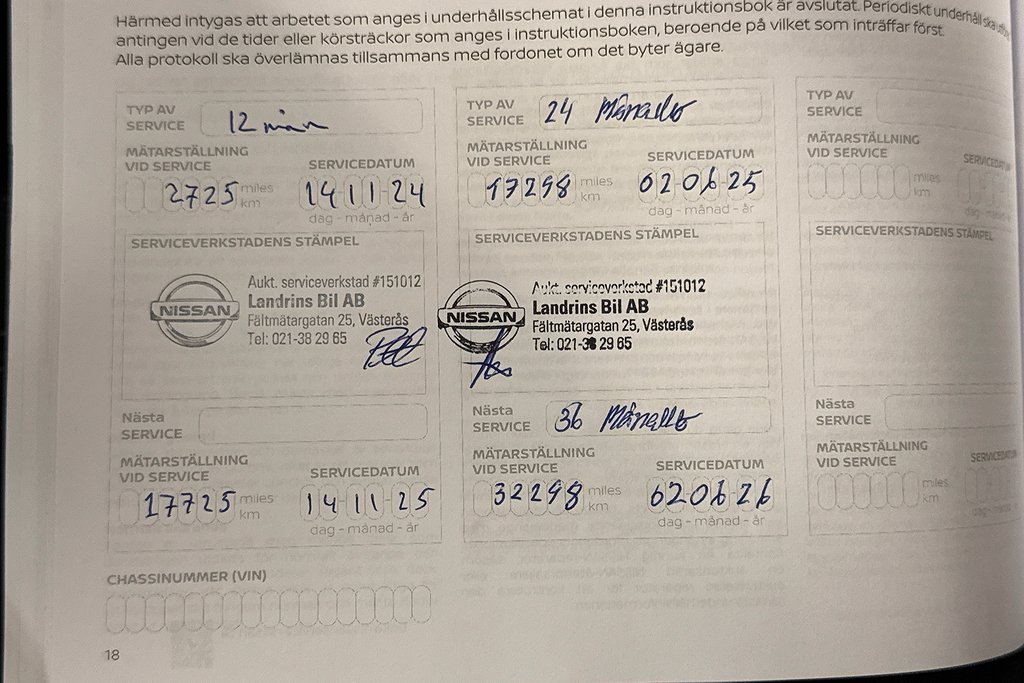 Härmed intygas att arbetet som anges i underhållsschemat i denna instruktionsbok är avslutat. Periodiskt underhåll ska
antingen vid de tider eller körsträckor som anges i instruktionsboken, beroende på vilket som inträffar först.
Alla protokoll ska överlämnas tillsammans med fordonet om det byter ägare.
TYP AV
SERVICE 12 mån
MÄTARSTÄLLNING
VID SERVICE
SERVICEDATUM
2725 miles
km
14 11 24
dag - månad - år
SERVICEVERKSTADENS STÄMPEL
NISSAN
Aukt. serviceverkstad #151012
Landrins Bil AB
Fältmätargatan 25, Västerås
Tel: 021-38 29 65
Nästa
SERVICE
MÄTARSTÄLLNING
VID SERVICE
SERVICEDATUM
17725 miles
km
14 11 25
dag - månad - år
CHASSINUMMER (VIN)
TYP AV
SERVICE 24
MÄTARSTÄLLNING
VID SERVICE
SERVICEDATUM
17298 miles
km
02 06 25
dag - månad - år
SERVICEVERKSTADENS STÄMPEL
NISSAN
Aukt. serviceverkstad #151012
Landrins Bil AB
Fältmätargatan 25, Västerås
Tel: 021-38 29 65
Nästa
SERVICE 36
MÄTARSTÄLLNING
VID SERVICE
SERVICEDATUM
32298 miles
km
02 06 26
dag - månad - år
TYP AV
SERVICE
MÄTARSTÄLLNING
VID SERVICE
miles
km
SERVICEVERKSTADENS STÄMPEL
Nästa
SERVICE
MÄTARSTÄLLNING
VID SERVICE
miles
km
18